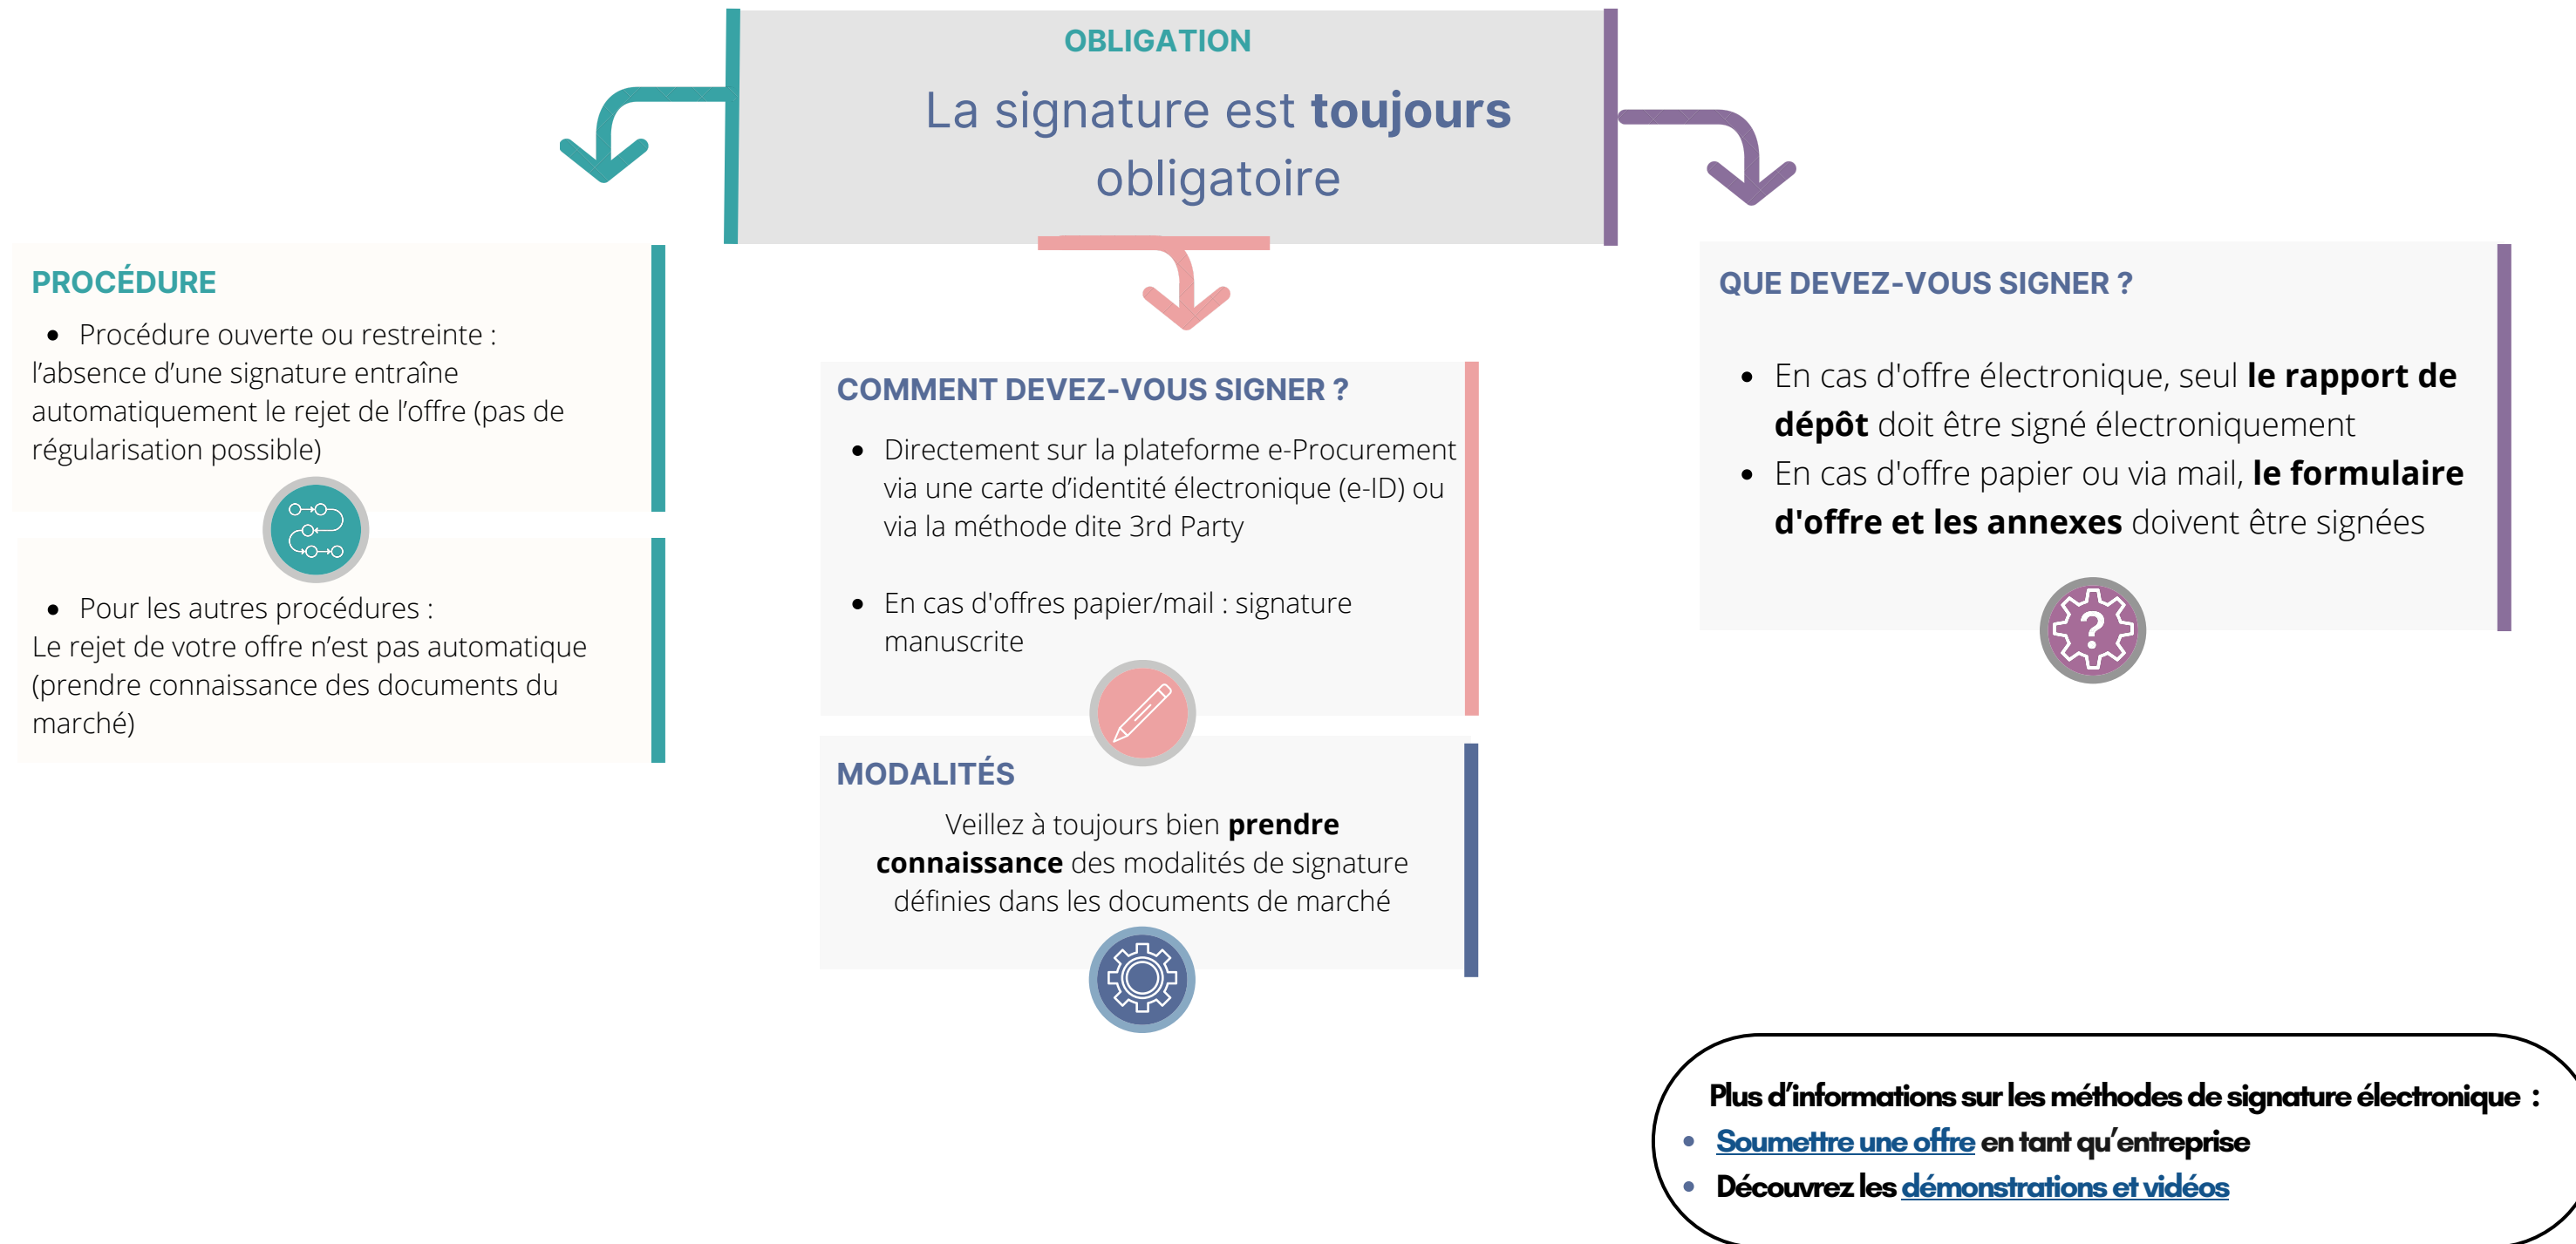 OBLIGATION
La signature est toujours
obligatoire
PROCÉDURE
• Procédure ouverte ou restreinte :
l’absence d’une signature entraîne
automatiquement le rejet de l’offre (pas de
régularisation possible)
• Pour les autres procédures :
Le rejet de votre offre n’est pas automatique
(prendre connaissance des documents du
marché)
COMMENT DEVEZ-VOUS SIGNER ?
• Directement sur la plateforme e-Procurement
via une carte d’identité électronique (e-ID) ou
via la méthode dite 3rd Party
• En cas d'offres papier/mail : signature
manuscrite
MODALITÉS
Veillez à toujours bien prendre
connaissance des modalités de signature
définies dans les documents de marché
QUE DEVEZ-VOUS SIGNER ?
• En cas d'offre électronique, seul le rapport de
dépôt doit être signé électroniquement
• En cas d'offre papier ou via mail, le formulaire
d'offre et les annexes doivent être signées
?
Plus d’informations sur les méthodes de signature électronique :
• Soumettre une offre en tant qu’entreprise
• Découvrez les démonstrations et vidéos